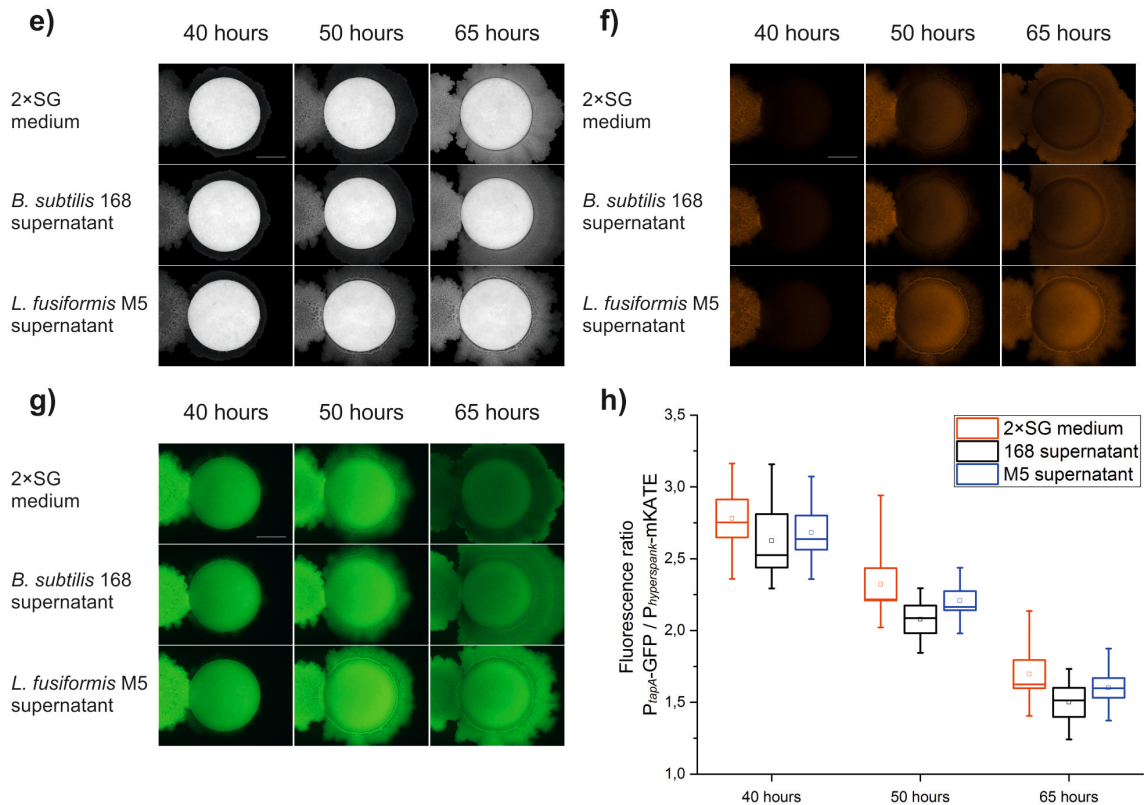 e)
40 hours 50 hours 65 hours
2×SG
medium
B. subtilis 168
supernatant
L. fusiformis M5
supernatant
f)
40 hours 50 hours 65 hours
2×SG
medium
B. subtilis 168
supernatant
L. fusiformis M5
supernatant
g)
40 hours 50 hours 65 hours
2×SG
medium
B. subtilis 168
supernatant
L. fusiformis M5
supernatant
h)
Fluorescence ratio
PtapA-GFP / Phyperspank-mKATE
3,5
3,0
2,5
2,0
1,5
1,0
2×SG medium
168 supernatant
M5 supernatant
40 hours 50 hours 65 hours